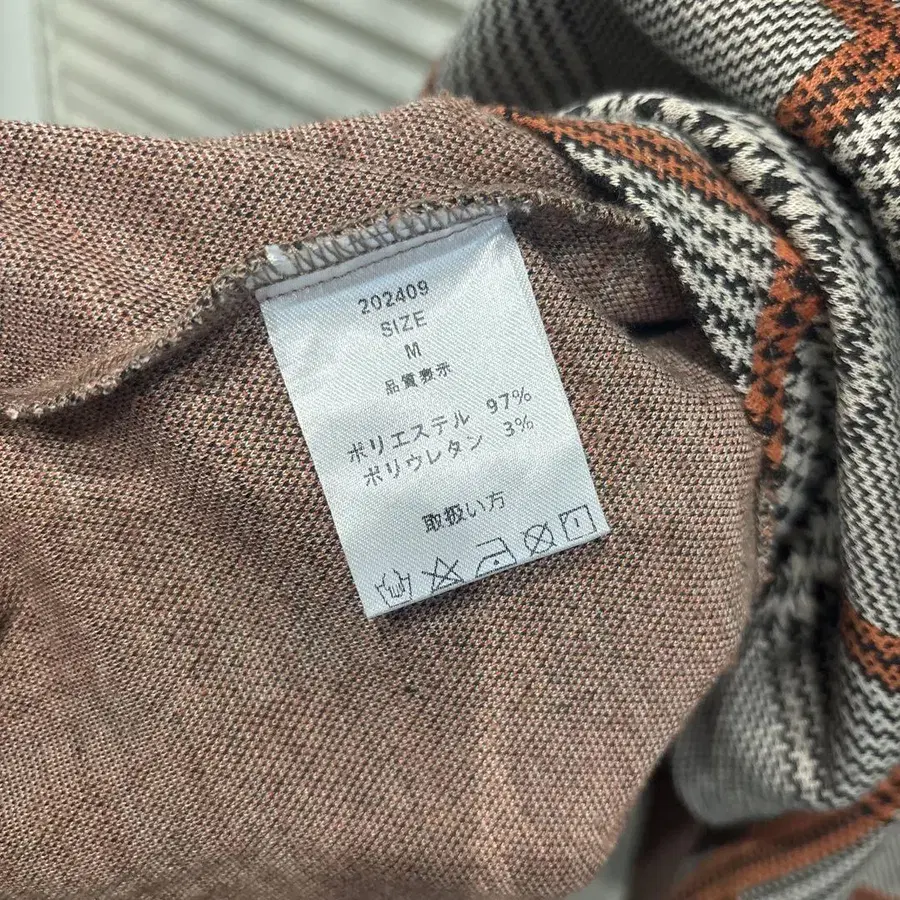 202409
SIZE
M
品質表示
ポリエステル 97%
ポリウレタン 3%
取扱い方